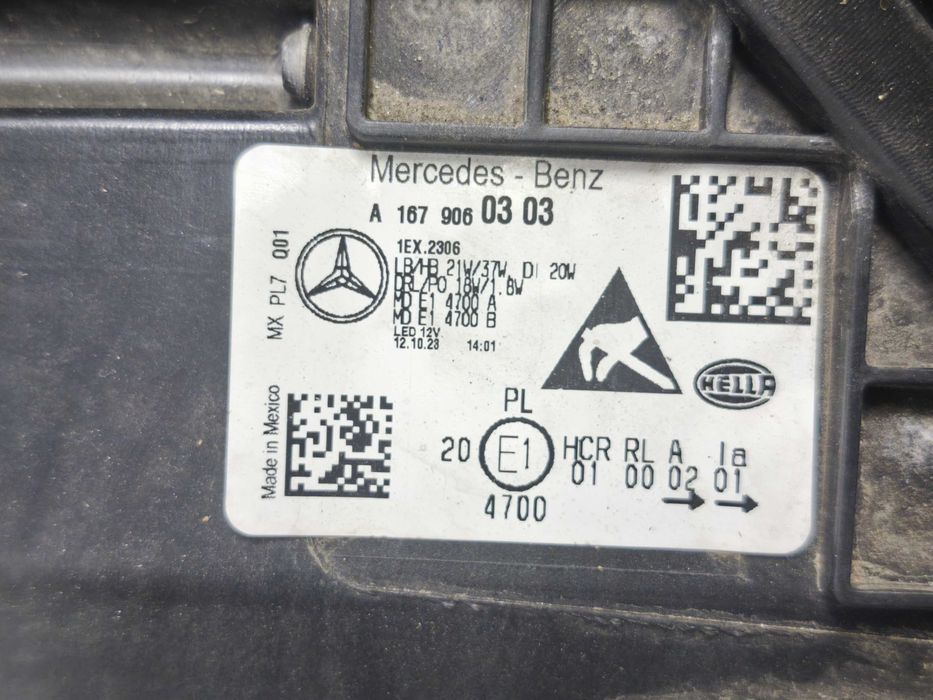 Mercedes - Benz
A 167 906 03 03
1EX.2306
LB/HB 21W/37W, DI 20W
DRL/PO 18W/1.8W
MD E1 4700 A
MD E1 4700 B
LED 12V
12.10.23 14:01
MX PL7 Q01
HELLA
Made in Mexico
PL
20 E1 HCR RL A Ia
01 00 02 01
4700